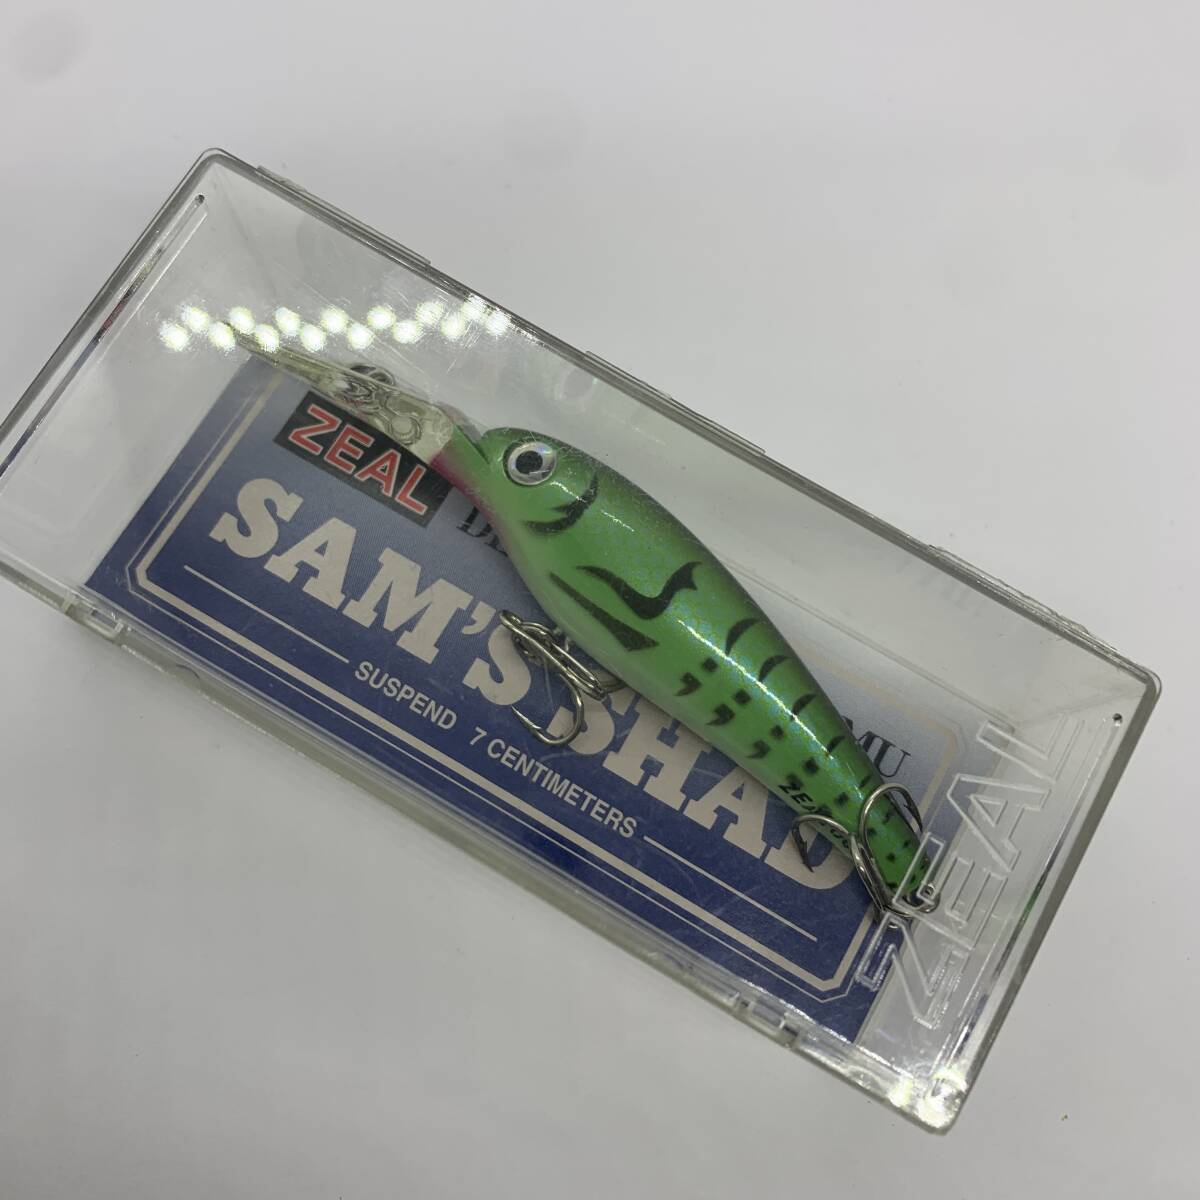 ZEAL
SAM'S SHAD
SUSPEND 7 CENTIMETERS
ZEAL